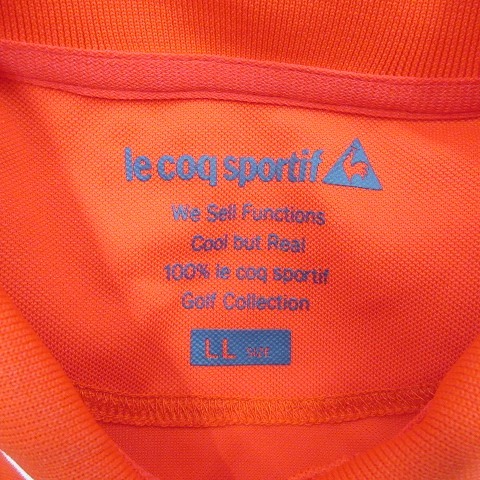 le coq sportif
We Sell Functions
Cool but Real
100% le coq sportif
Golf Collection
LL SIZE